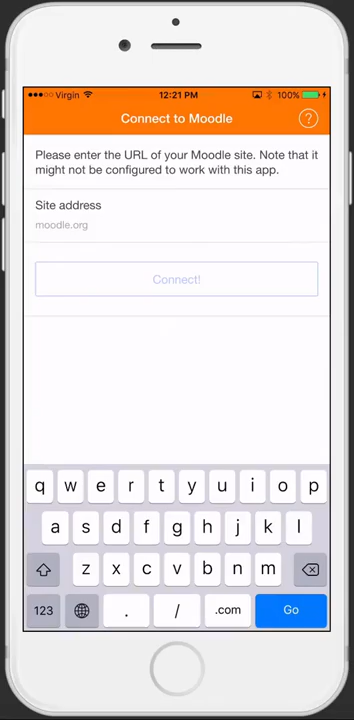 Virgin 12:21 PM 100%
Connect to Moodle ?
Please enter the URL of your Moodle site. Note that it
might not be configured to work with this app.
Site address
moodle.org
Connect!
q w e r t y u i o p
a s d f g h j k l
z x c v b n m
123 . / .com Go